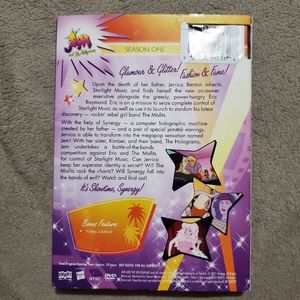 JEM
SEASON ONE
Glamour & Glitter! Fashion & Fame!
Upon the death of her father, Jerrica Benton inherits
Starlight Music and finds herself the new co-owner
executive alongside the greedy, power-hungry Eric
Raymond. Eric is on a mission to seize complete control of
Starlight Music as well as to launch to stardom his latest
discovery — rockin' rebel girl band The Misfits.
With the help of Synergy — a computer holographic machine
created by her father — and a pair of special penta earrings,
Jerrica is able to transform into the megapop sensation named
Jem! With her sister, Kimber, and her band, The Holograms,
Jem undertakes a battle-of-the-bands
competition against Eric and The Misfits
for control of Starlight Music. Can Jerrica
keep her superstar identity a secret? Will The
Misfits rock the charts? Will Synergy fall
into the hands of evil? Watch and find out!
It's Showtime, Synergy!
Bonus Feature:
• Video Jukebox
NTSC
DVD